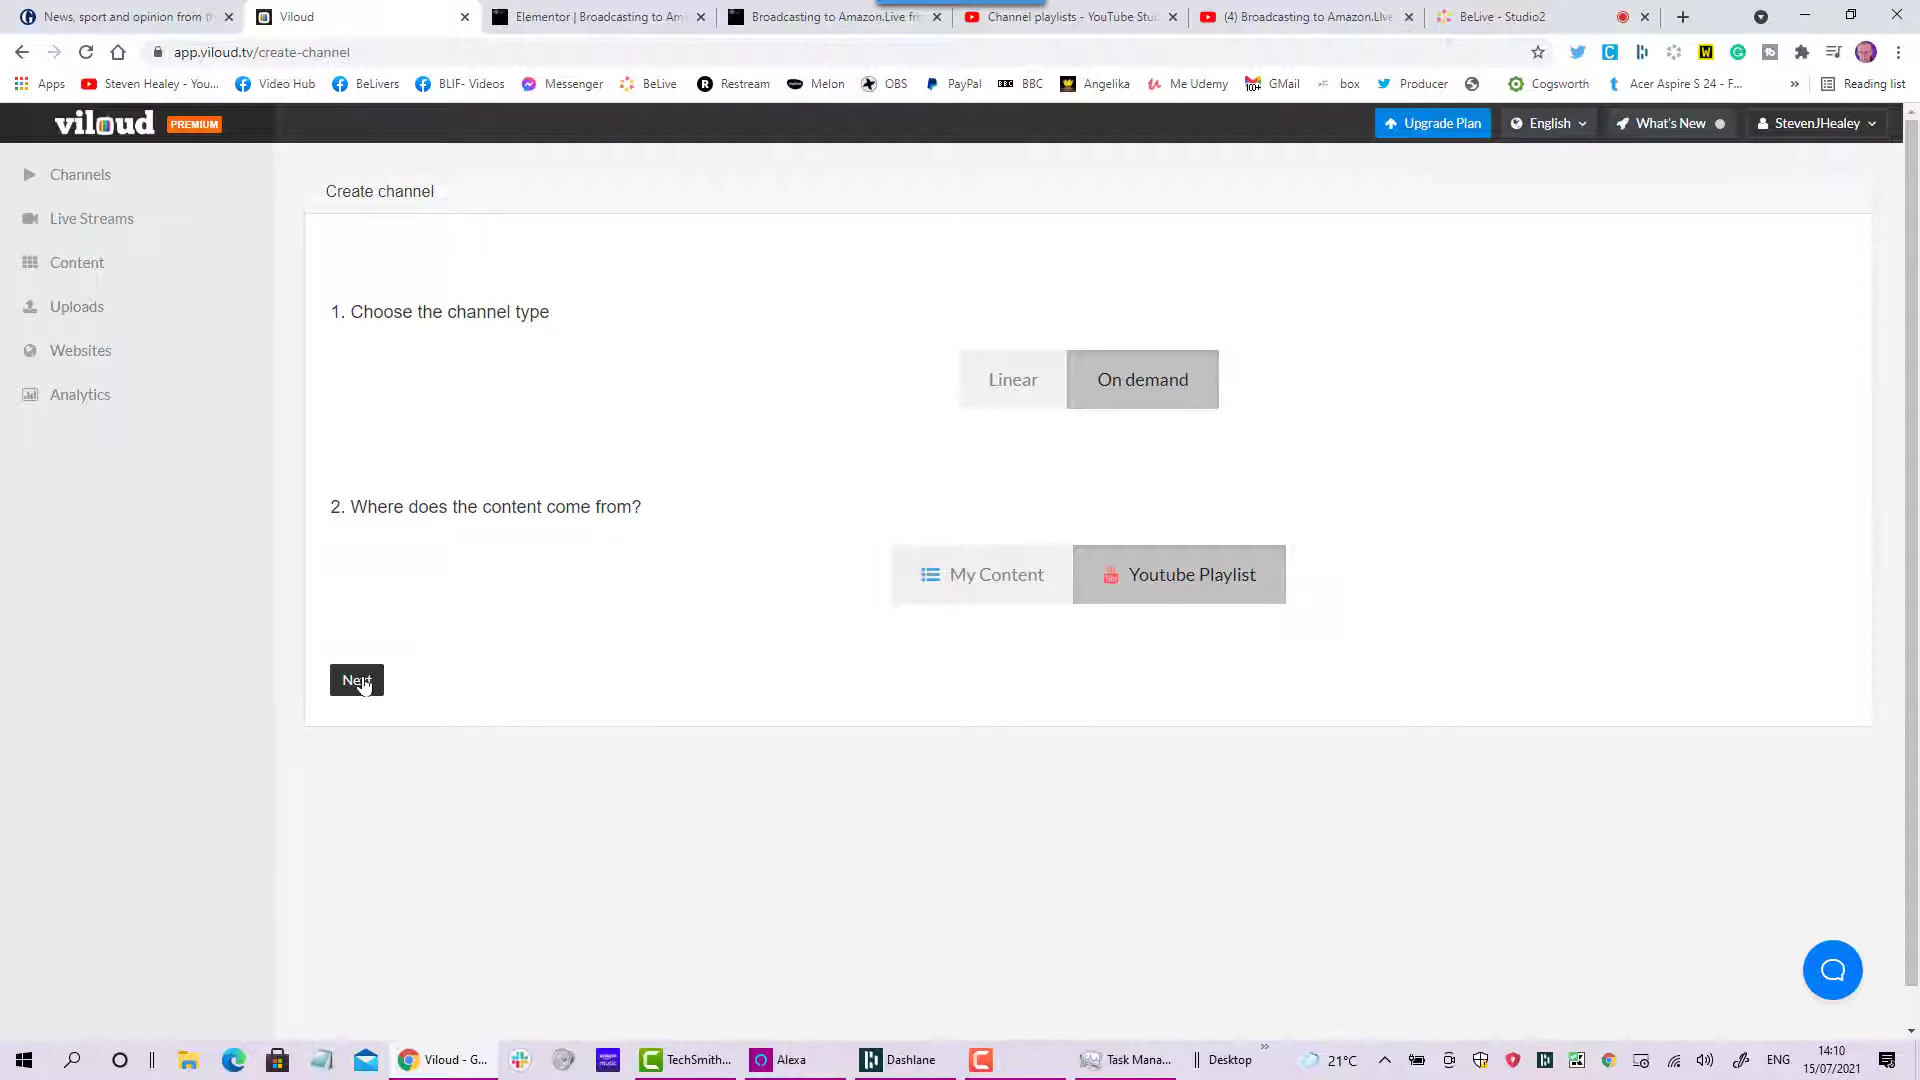 News, sport and opinion from t
Viloud
Elementor | Broadcasting to Am
Broadcasting to Amazon.Live fr
Channel playlists - YouTube Stu
(4) Broadcasting to Amazon.Live
BeLive - Studio2
app.viloud.tv/create-channel
Apps
Steven Healey - You...
Video Hub
BeLivers
BLIF- Videos
Messenger
BeLive
Restream
Melon
OBS
PayPal
BBC
BBC
Angelika
Me Udemy
100+
GMail
box
Producer
Cogsworth
Acer Aspire S 24 - F...
»
Reading list
viloud PREMIUM
Upgrade Plan
English
What's New
StevenJHealey
Channels
Live Streams
Content
Uploads
Websites
Analytics
Create channel
1. Choose the channel type
Linear
On demand
2. Where does the content come from?
My Content
Youtube Playlist
Next
Viloud - G...
TechSmith...
Alexa
Dashlane
Task Mana...
Desktop
»
21°C
ENG
14:10
15/07/2021